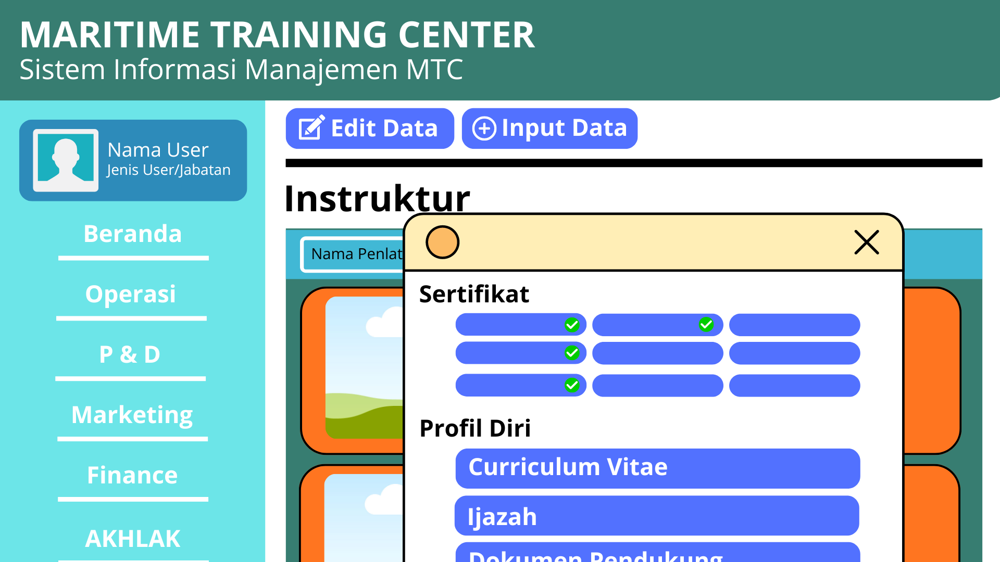 MARITIME TRAINING CENTER
Sistem Informasi Manajemen MTC
Nama User
Jenis User/Jabatan
Beranda
Operasi
P & D
Marketing
Finance
AKHLAK
Edit Data
Input Data
Instruktur
Nama Penlat
Sertifikat
Profil Diri
Curriculum Vitae
Ijazah
Dokumen Pendukung